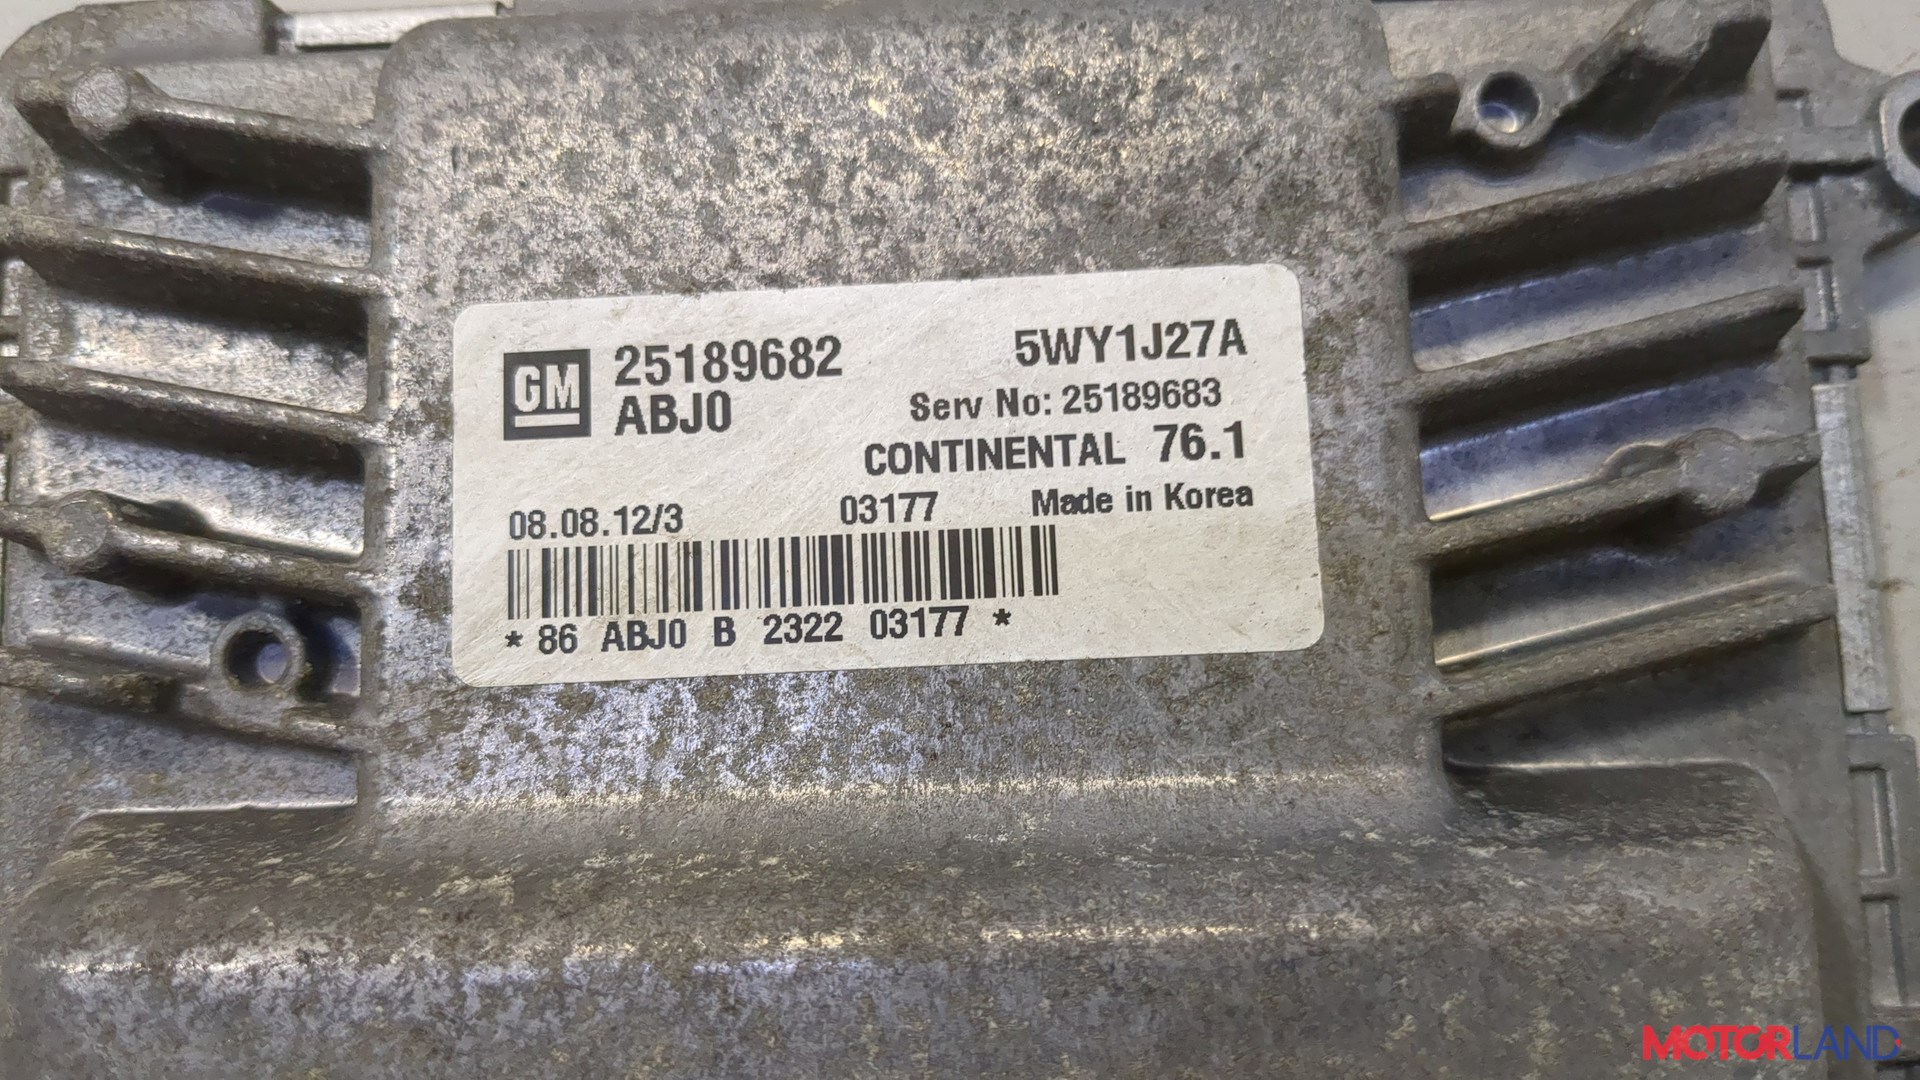 GM 25189682 5WY1J27A
ABJ0 Serv No: 25189683
CONTINENTAL 76.1
08.08.12/3 03177 Made in Korea
* 86 ABJ0 B 2322 03177 *
MOTORLAND